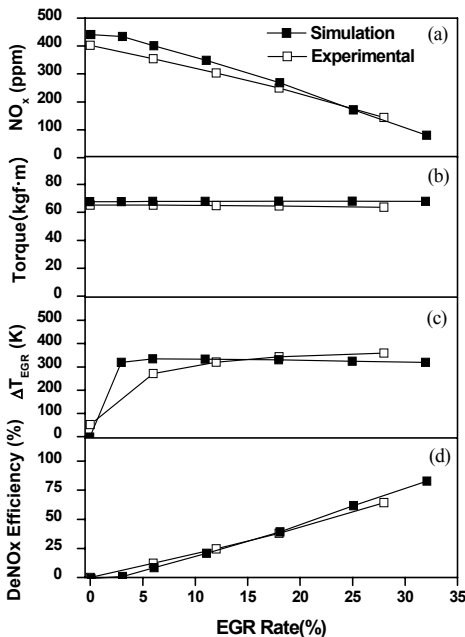 500
400
300
200
100
0
NOx (ppm)
Simulation
Experimental
(a)
100
80
60
40
20
0
Torque(kgf·m)
(b)
500
400
300
200
100
0
ΔTEGR (K)
(c)
100
75
50
25
0
DeNOx Efficiency (%)
(d)
0 5 10 15 20 25 30 35
EGR Rate(%)